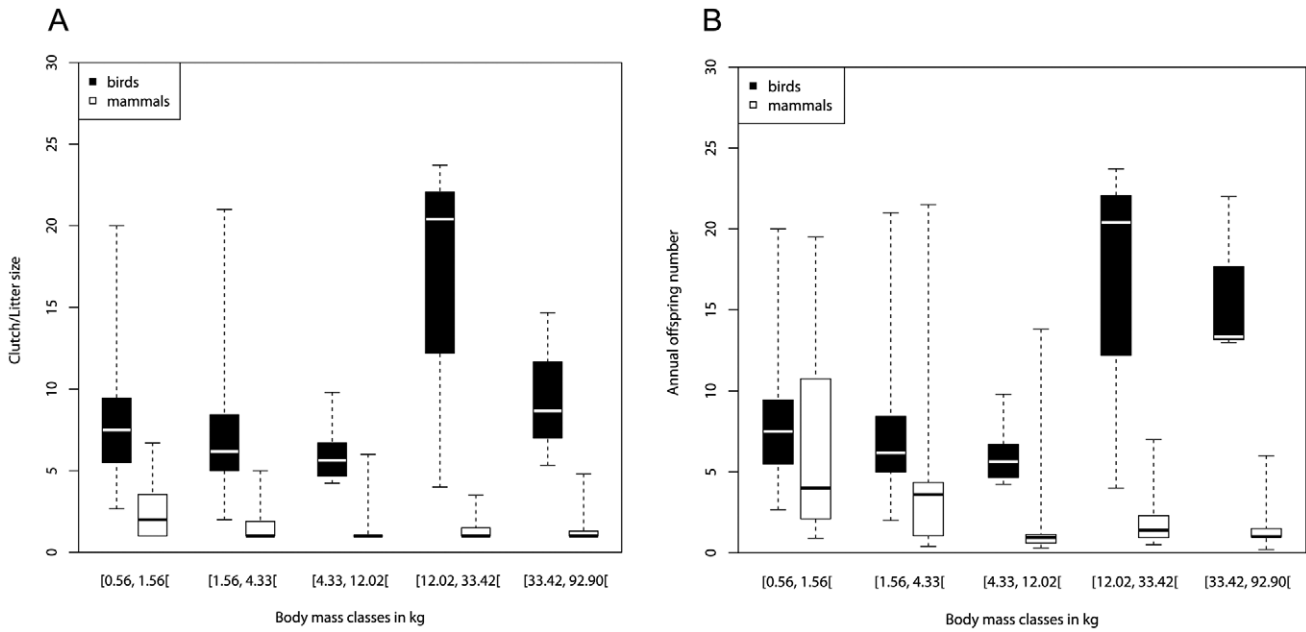 A
30
25
20
15
10
5
0
Clutch/Litter size
birds
mammals
[0.56, 1.56[
[1.56, 4.33[
[4.33, 12.02[
[12.02, 33.42[
[33.42, 92.90[
Body mass classes in kg
B
30
25
20
15
10
5
0
Annual offspring number
birds
mammals
[0.56, 1.56[
[1.56, 4.33[
[4.33, 12.02[
[12.02, 33.42[
[33.42, 92.90[
Body mass classes in kg